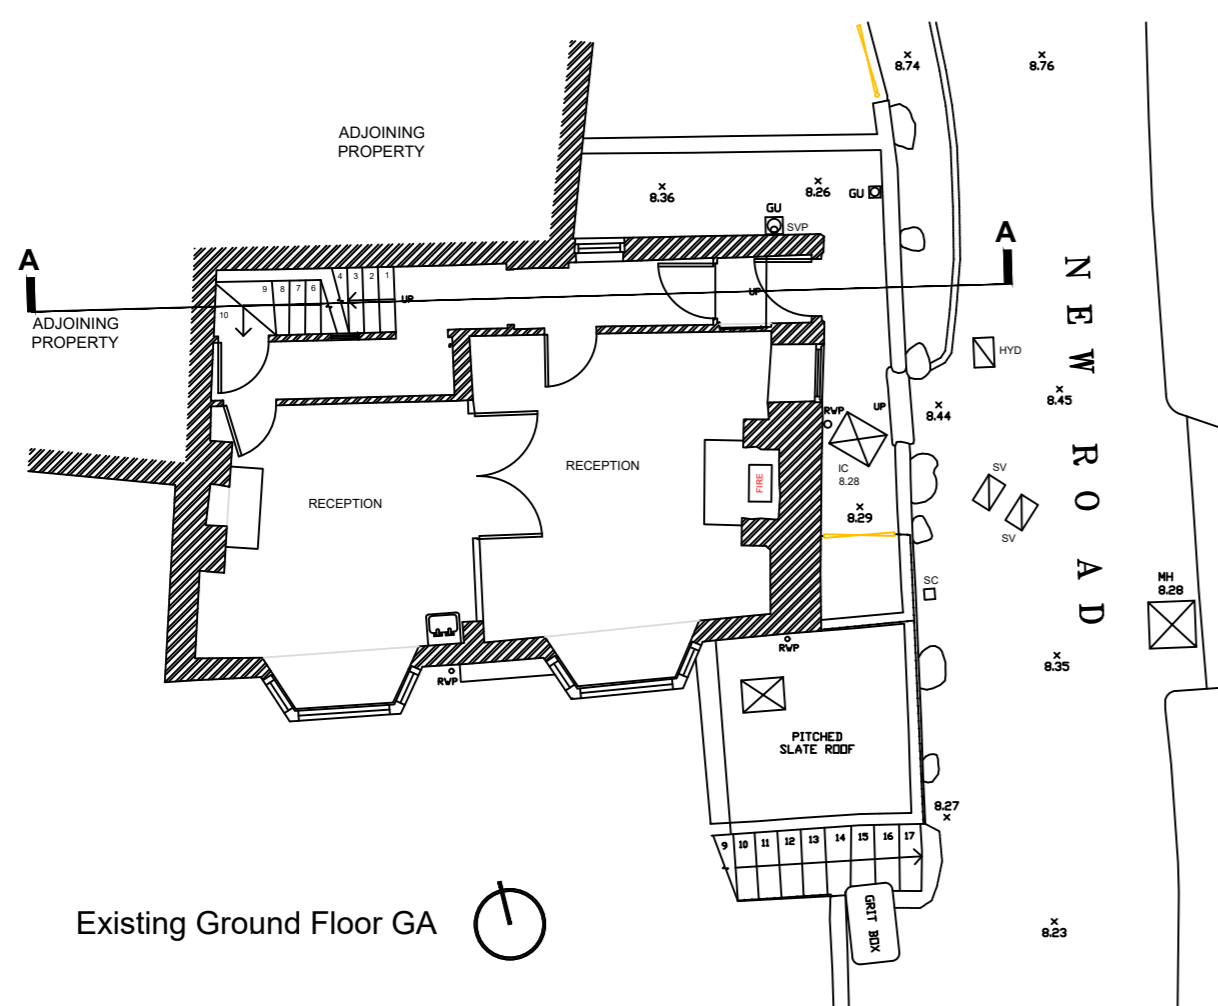 8.74
8.76
ADJOINING
PROPERTY
8.36
8.26
GU
GU
SVP
A
A
ADJOINING
PROPERTY
9
8
7
6
4
3
2
1
10
UP
UP
NEW ROAD
HYD
8.45
8.44
UP
RWP
IC
8.28
8.29
RECEPTION
RECEPTION
FIRE
SV
SV
SC
MH
8.28
8.35
RWP
RWP
PITCHED
SLATE ROOF
8.27
9 10 11 12 13 14 15 16 17
GRIT BOX
8.23
Existing Ground Floor GA